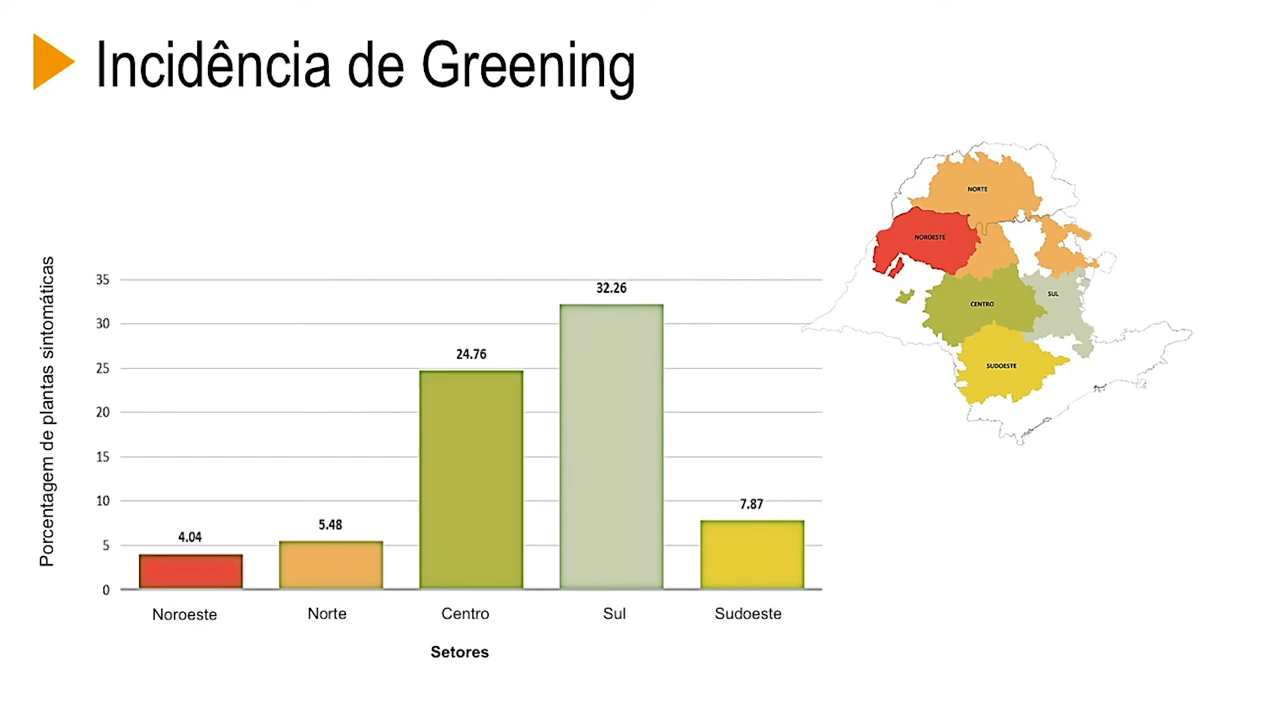 Incidência de Greening
Porcentagem de plantas sintomáticas
35
30
25
20
15
10
5
0
4.04
5.48
24.76
32.26
7.87
Noroeste
Norte
Centro
Sul
Sudoeste
Setores
NORTE
NOROESTE
CENTRO
SUL
SUDOESTE